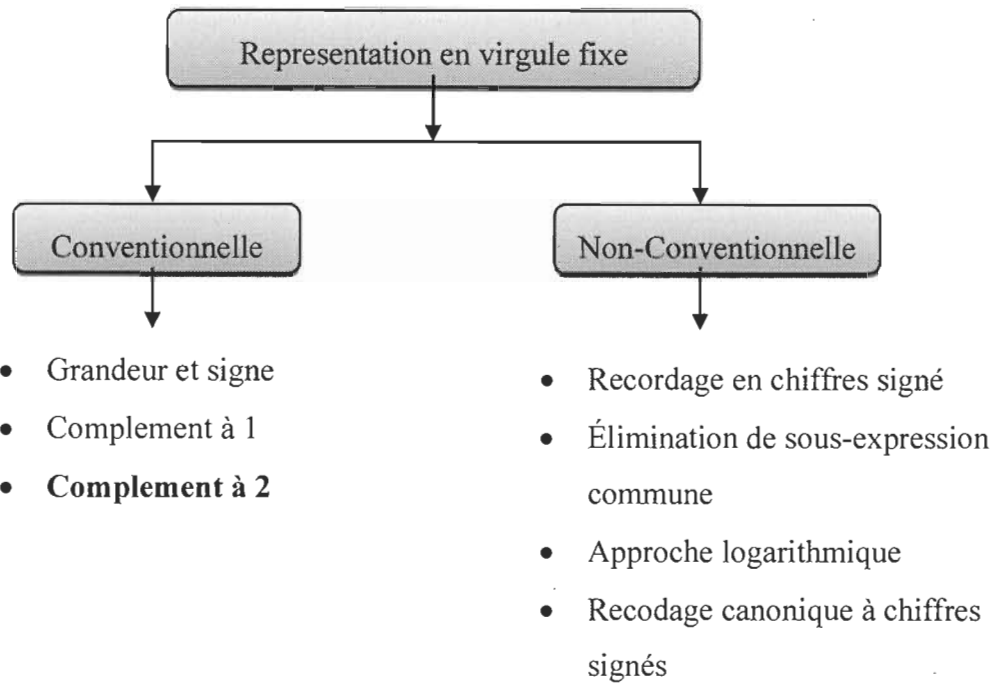 Representation en virgule fixe
Conventionnelle
Non-Conventionnelle
• Grandeur et signe
• Complement à 1
• Complement à 2
• Recordage en chiffres signé
• Élimination de sous-expression
commune
• Approche logarithmique
• Recodage canonique à chiffres
signés